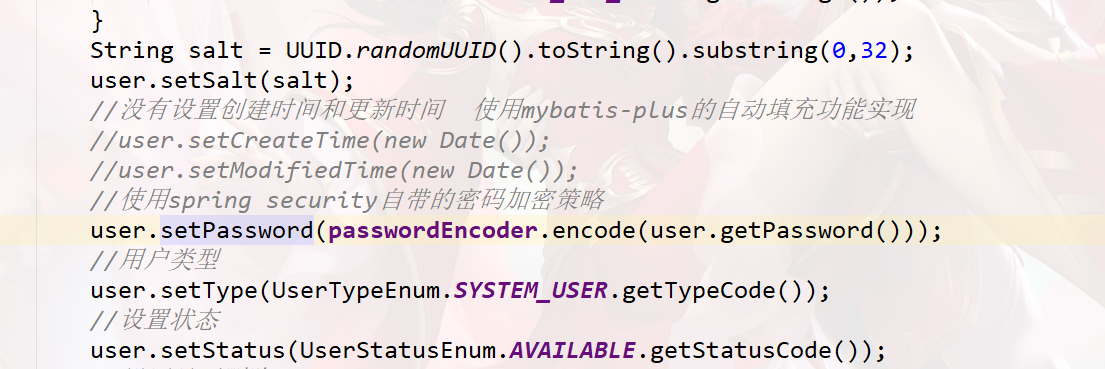 }
String salt = UUID.randomUUID().toString().substring(0,32);
user.setSalt(salt);
//没有设置创建时间和更新时间  使用mybatis-plus的自动填充功能实现
//user.setCreateTime(new Date());
//user.setModifiedTime(new Date());
//使用spring security自带的密码加密策略
user.setPassword(passwordEncoder.encode(user.getPassword()));
//用户类型
user.setType(UserTypeEnum.SYSTEM_USER.getTypeCode());
//设置状态
user.setStatus(UserStatusEnum.AVAILABLE.getStatusCode());